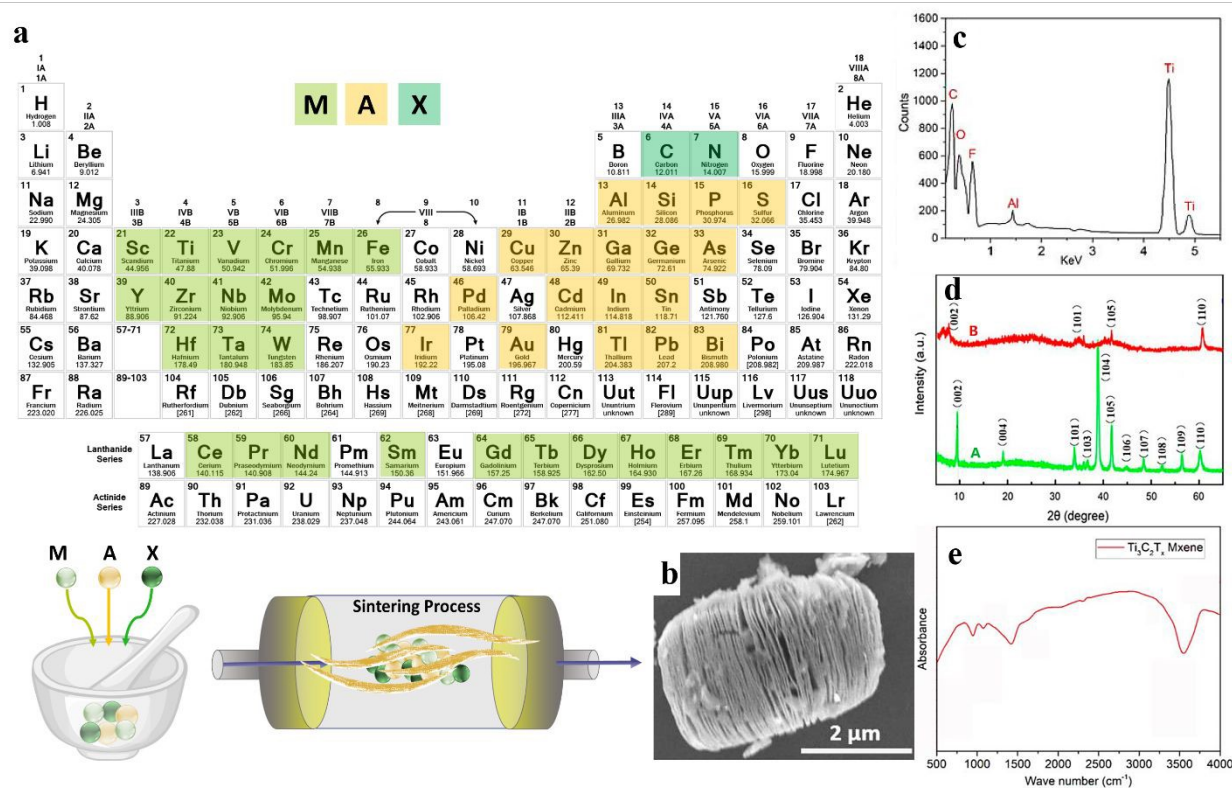 a
1
IA
1A
18
VIIIA
8A
M A X
1 2
H He
Hydrogen Helium
1.008 4.003
2
IIA
2A
13 14 15 16 17
IIIA IVA VA VIA VIIA
3A 4A 5A 6A 7A
3 4 5 6 7 8 9 10
Li Be B C N O F Ne
Lithium Beryllium Boron Carbon Nitrogen Oxygen Fluorine Neon
6.941 9.012 10.811 12.011 14.007 15.999 18.998 20.180
11 12 13 14 15 16 17 18
Na Mg Al Si P S Cl Ar
Sodium Magnesium Aluminum Silicon Phosphorus Sulfur Chlorine Argon
22.990 24.305 26.982 28.086 30.974 32.066 35.453 39.948
3 4 5 6 7 8 9 10 11 12
IIIB IVB VB VIB VIIB VIII IB IIB
3B 4B 5B 6B 7B 8 1B 2B
19 20 21 22 23 24 25 26 27 28 29 30 31 32 33 34 35 36
K Ca Sc Ti V Cr Mn Fe Co Ni Cu Zn Ga Ge As Se Br Kr
Potassium Calcium Scandium Titanium Vanadium Chromium Manganese Iron Cobalt Nickel Copper Zinc Gallium Germanium Arsenic Selenium Bromine Krypton
39.098 40.078 44.956 47.88 50.942 51.996 54.938 55.933 58.933 58.693 63.546 65.39 69.732 72.61 74.922 78.09 79.904 84.80
37 38 39 40 41 42 43 44 45 46 47 48 49 50 51 52 53 54
Rb Sr Y Zr Nb Mo Tc Ru Rh Pd Ag Cd In Sn Sb Te I Xe
Rubidium Strontium Yttrium Zirconium Niobium Molybdenum Technetium Ruthenium Rhodium Palladium Silver Cadmium Indium Tin Antimony Tellurium Iodine Xenon
84.468 87.62 88.906 91.224 92.906 95.94 98.907 101.07 102.906 106.42 107.868 112.411 114.818 118.71 121.760 127.6 126.904 131.29
55 56 57-71 72 73 74 75 76 77 78 79 80 81 82 83 84 85 86
Cs Ba Hf Ta W Re Os Ir Pt Au Hg Tl Pb Bi Po At Rn
Cesium Barium Hafnium Tantalum Tungsten Rhenium Osmium Iridium Platinum Gold Mercury Thallium Lead Bismuth Polonium Astatine Radon
132.905 137.327 178.49 180.948 183.85 186.207 190.23 192.22 195.08 196.967 200.59 204.383 207.2 208.980 [208.982] 209.987 222.018
87 88 89-103 104 105 106 107 108 109 110 111 112 113 114 115 116 117 118
Fr Ra Rf Db Sg Bh Hs Mt Ds Rg Cn Uut Fl Uup Lv Uus Uuo
Francium Radium Rutherfordium Dubnium Seaborgium Bohrium Hassium Meitnerium Darmstadtium Roentgenium Copernicium Ununtrium Flerovium Ununpentium Livermorium Ununseptium Ununoctium
223.020 226.025 [261] [262] [266] [264] [269] [268] [269] [272] [277] unknown [289] unknown [298] unknown unknown
Lanthanide
Series
57 58 59 60 61 62 63 64 65 66 67 68 69 70 71
La Ce Pr Nd Pm Sm Eu Gd Tb Dy Ho Er Tm Yb Lu
Lanthanum Cerium Praseodymium Neodymium Promethium Samarium Europium Gadolinium Terbium Dysprosium Holmium Erbium Thulium Ytterbium Lutetium
138.906 140.115 140.908 144.24 144.913 150.36 151.966 157.25 158.925 162.50 164.930 167.26 168.934 173.04 174.967
Actinide
Series
89 90 91 92 93 94 95 96 97 98 99 100 101 102 103
Ac Th Pa U Np Pu Am Cm Bk Cf Es Fm Md No Lr
Actinium Thorium Protactinium Uranium Neptunium Plutonium Americium Curium Berkelium Californium Einsteinium Fermium Mendelevium Nobelium Lawrencium
227.028 232.038 231.036 238.029 237.048 244.064 243.061 247.070 247.070 251.080 [254] 257.095 258.1 259.101 [262]
M A X
Sintering Process
b
2 μm
c
1600
1400
1200
1000
800
600
400
200
0
Counts
C
O
F
Al
Ti
Ti
1 2 3 4 5
KeV
d
Intensity (a.u.)
B
(002)
(101)
(105)
(110)
A
(002)
(004)
(101)
(103)
(104)
(105)
(106)
(107)
(108)
(109)
(110)
10 20 30 40 50 60
2θ (degree)
e
Ti₃C₂Tₓ Mxene
Absorbance
500 1000 1500 2000 2500 3000 3500 4000
Wave number (cm⁻¹)